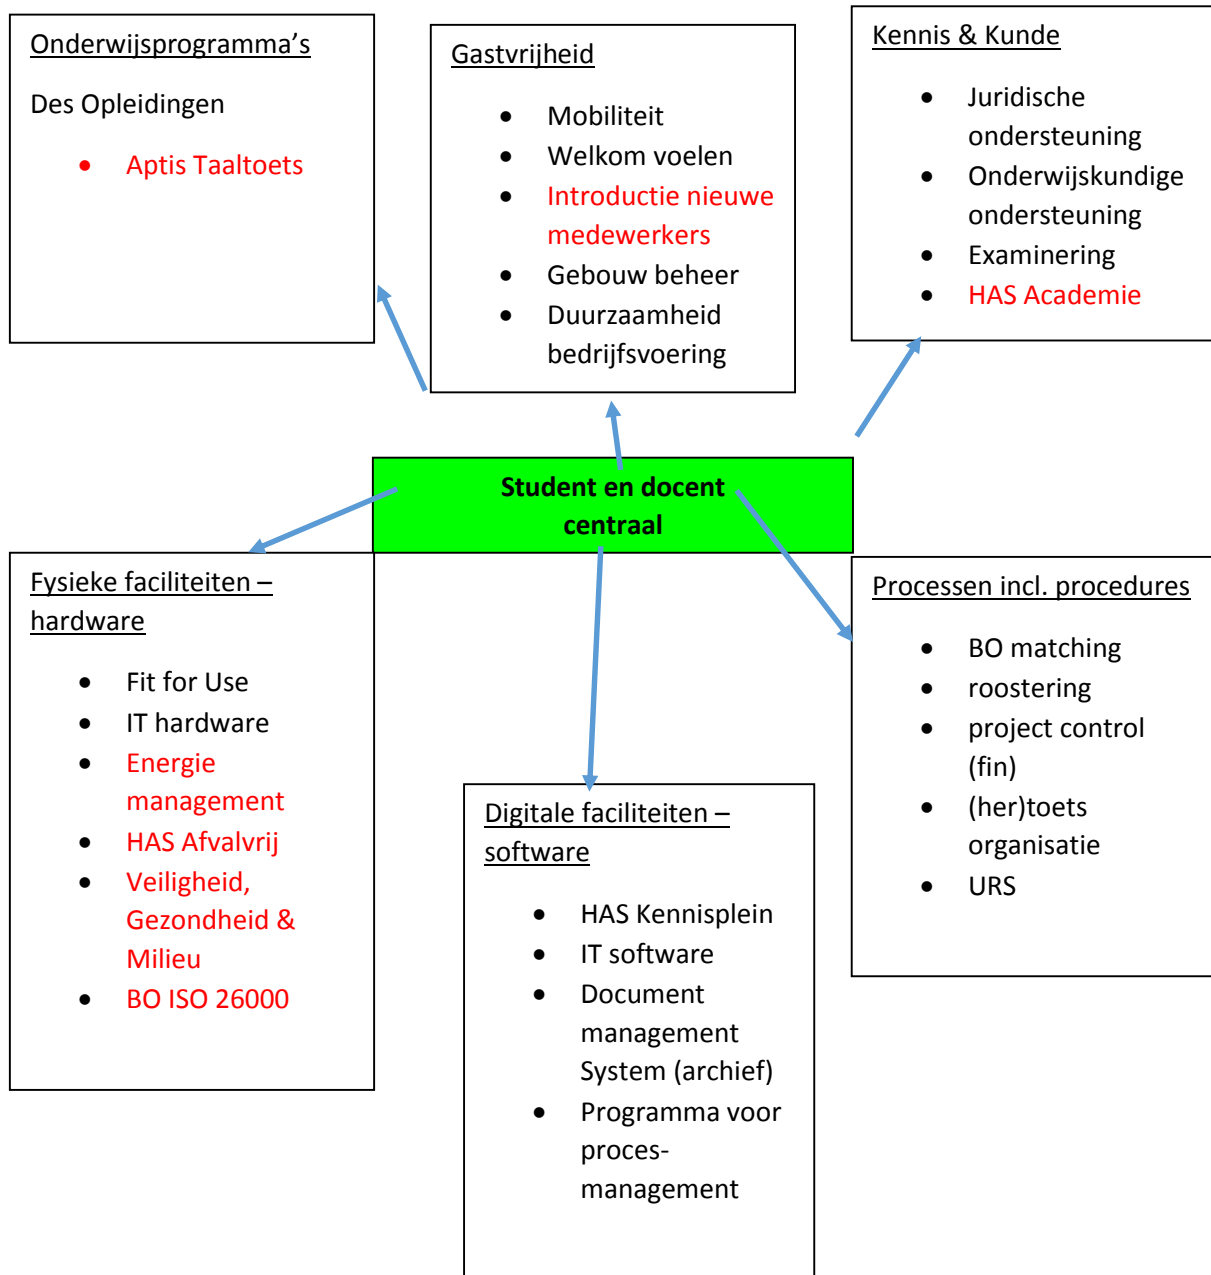 Onderwijsprogramma’s
Des Opleidingen
• Aptis Taaltoets
Gastvrijheid
• Mobiliteit
• Welkom voelen
• Introductie nieuwe
medewerkers
• Gebouw beheer
• Duurzaamheid
bedrijfsvoering
Kennis & Kunde
• Juridische
ondersteuning
• Onderwijskundige
ondersteuning
• Examinering
• HAS Academie
Student en docent
centraal
Fysieke faciliteiten –
hardware
• Fit for Use
• IT hardware
• Energie
management
• HAS Afvalvrij
• Veiligheid,
Gezondheid &
Milieu
• BO ISO 26000
Digitale faciliteiten –
software
• HAS Kennisplein
• IT software
• Document
management
System (archief)
• Programma voor
proces-
management
Processen incl. procedures
• BO matching
• roostering
• project control
(fin)
• (her)toets
organisatie
• URS